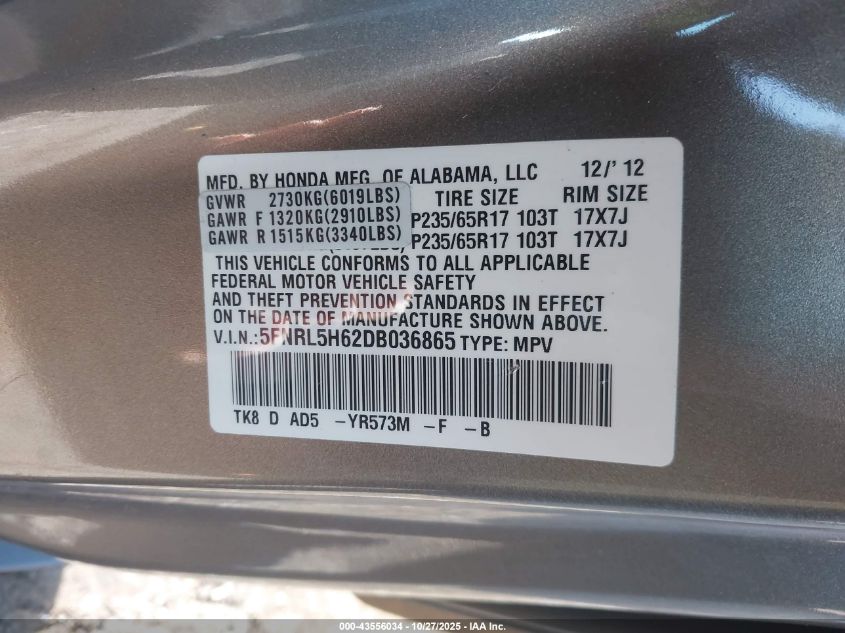 MFD. BY HONDA MFG. OF ALABAMA, LLC 12/'12
GVWR 2730KG(6019LBS) TIRE SIZE RIM SIZE
GAWR F 1320KG(2910LBS) P235/65R17 103T 17X7J
GAWR R 1515KG(3340LBS) P235/65R17 103T 17X7J
THIS VEHICLE CONFORMS TO ALL APPLICABLE
FEDERAL MOTOR VEHICLE SAFETY
AND THEFT PREVENTION STANDARDS IN EFFECT
ON THE DATE OF MANUFACTURE SHOWN ABOVE.
V.I.N.:5FNRL5H62DB036865 TYPE: MPV
TK8 D AD5 -YR573M -F -B
000-43556034 | 10/27/2025 | IAA Inc.